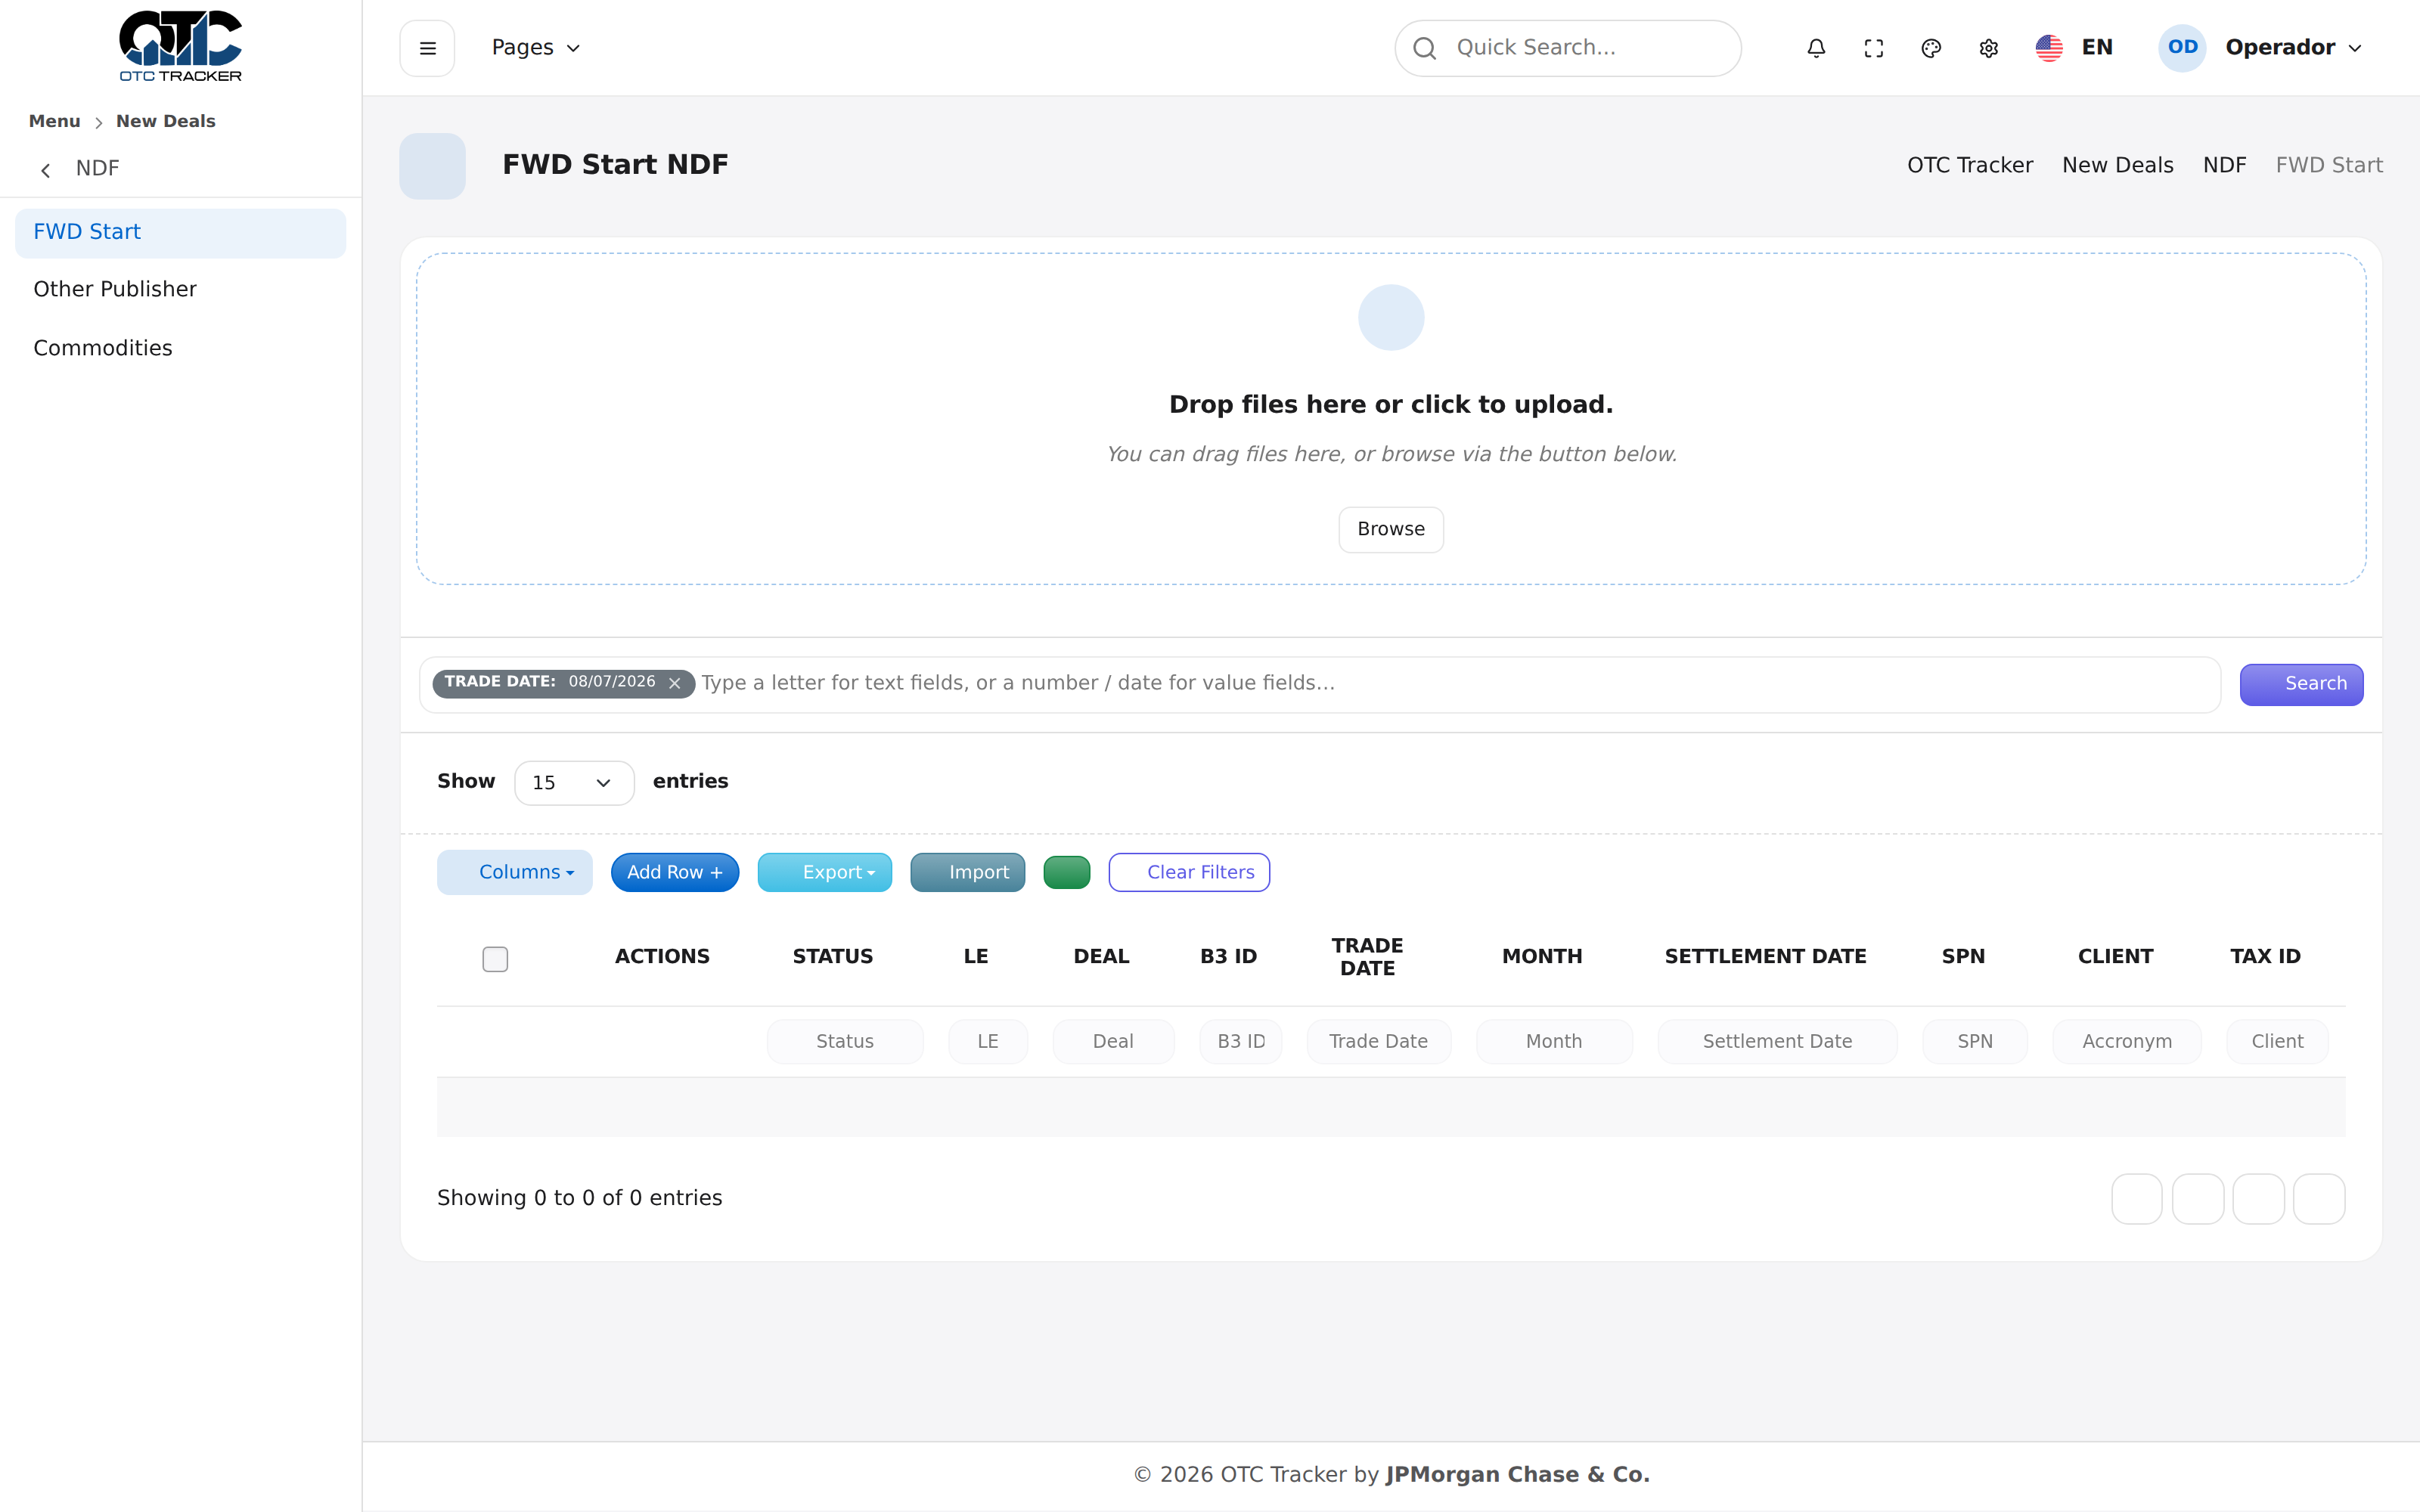 OTC
OTC TRACKER
Menu > New Deals
NDF
FWD Start
Other Publisher
Commodities
Pages
Quick Search...
EN
OD
Operador
FWD Start NDF
OTC Tracker New Deals NDF FWD Start
Drop files here or click to upload.
You can drag files here, or browse via the button below.
Browse
TRADE DATE: 08/07/2026 × Type a letter for text fields, or a number / date for value fields...
Search
Show 15 entries
Columns Add Row + Export Import Clear Filters
ACTIONS STATUS LE DEAL B3 ID TRADE DATE MONTH SETTLEMENT DATE SPN CLIENT TAX ID
Status LE Deal B3 ID Trade Date Month Settlement Date SPN Accronym Client
Showing 0 to 0 of 0 entries
© 2026 OTC Tracker by JPMorgan Chase & Co.